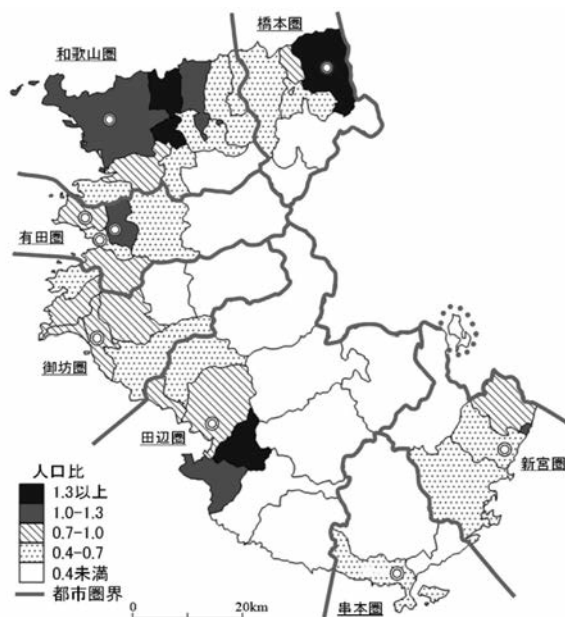 橋本圏
和歌山圏
有田圏
御坊圏
田辺圏
新宮圏
串本圏
人口比
1.3以上
1.0-1.3
0.7-1.0
0.4-0.7
0.4未満
都市圏界
0 20km